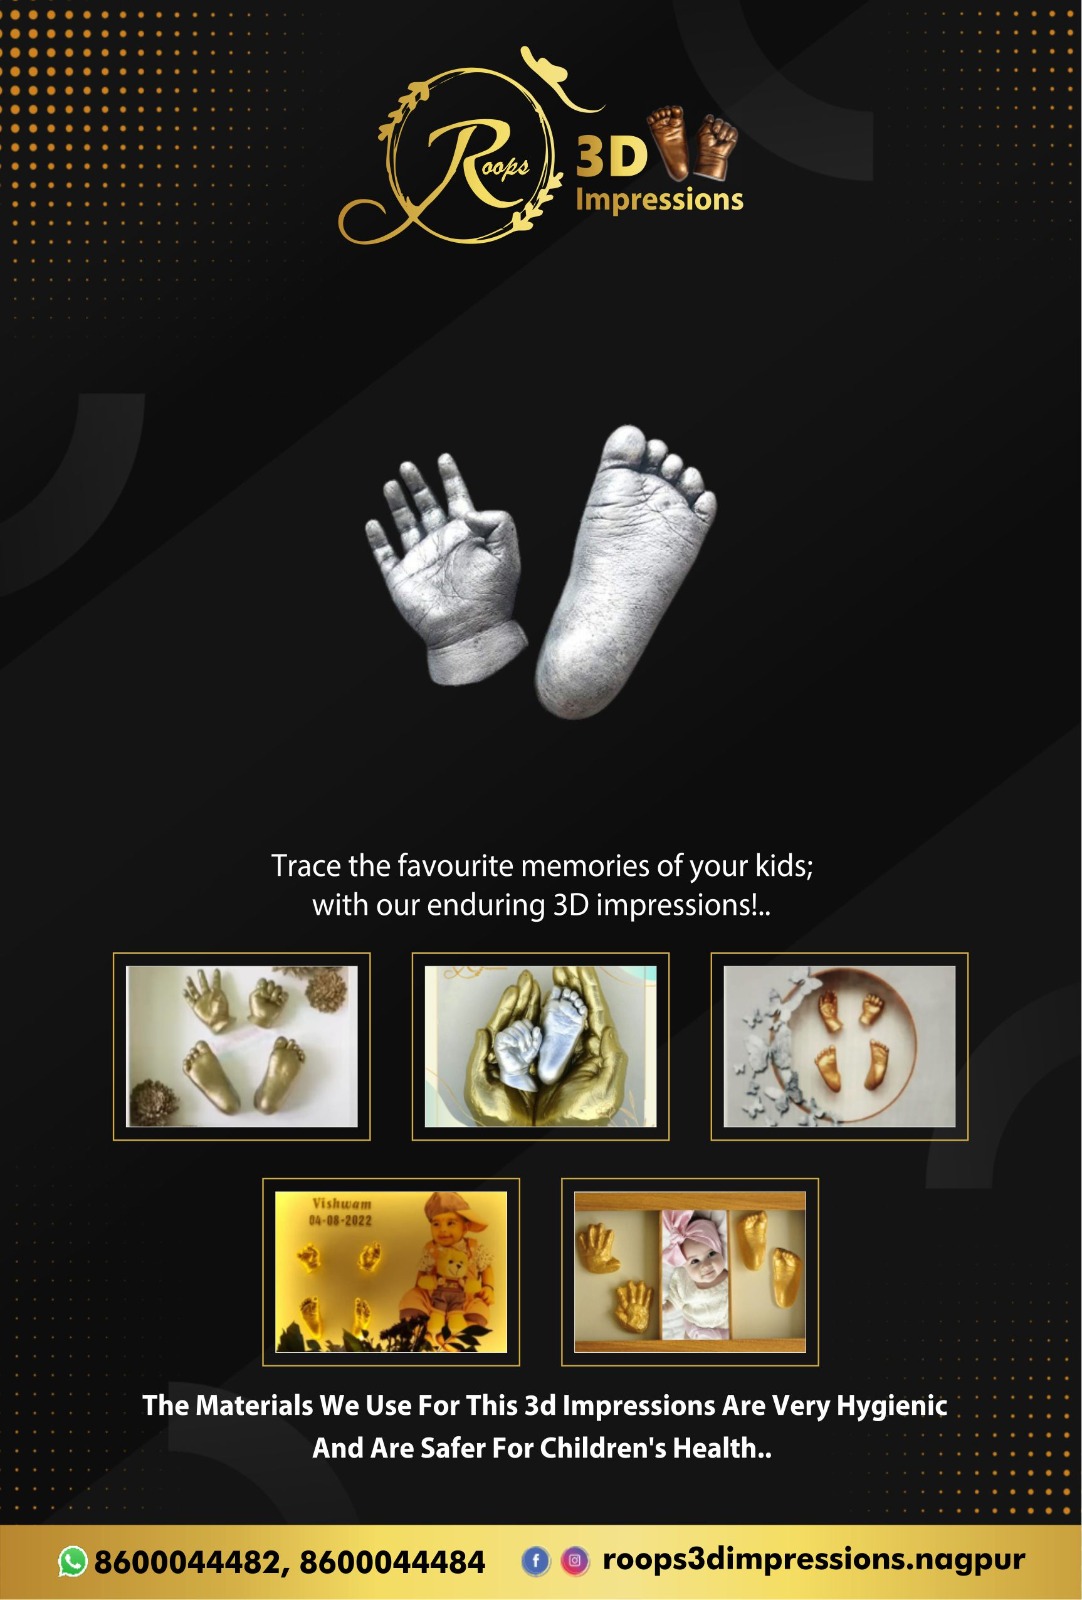 Roops
3D
Impressions
Trace the favourite memories of your kids;
with our enduring 3D impressions!..
Vishwam
04-08-2022
The Materials We Use For This 3d Impressions Are Very Hygienic
And Are Safer For Children's Health..
8600044482, 8600044484 roops3dimpressions.nagpur